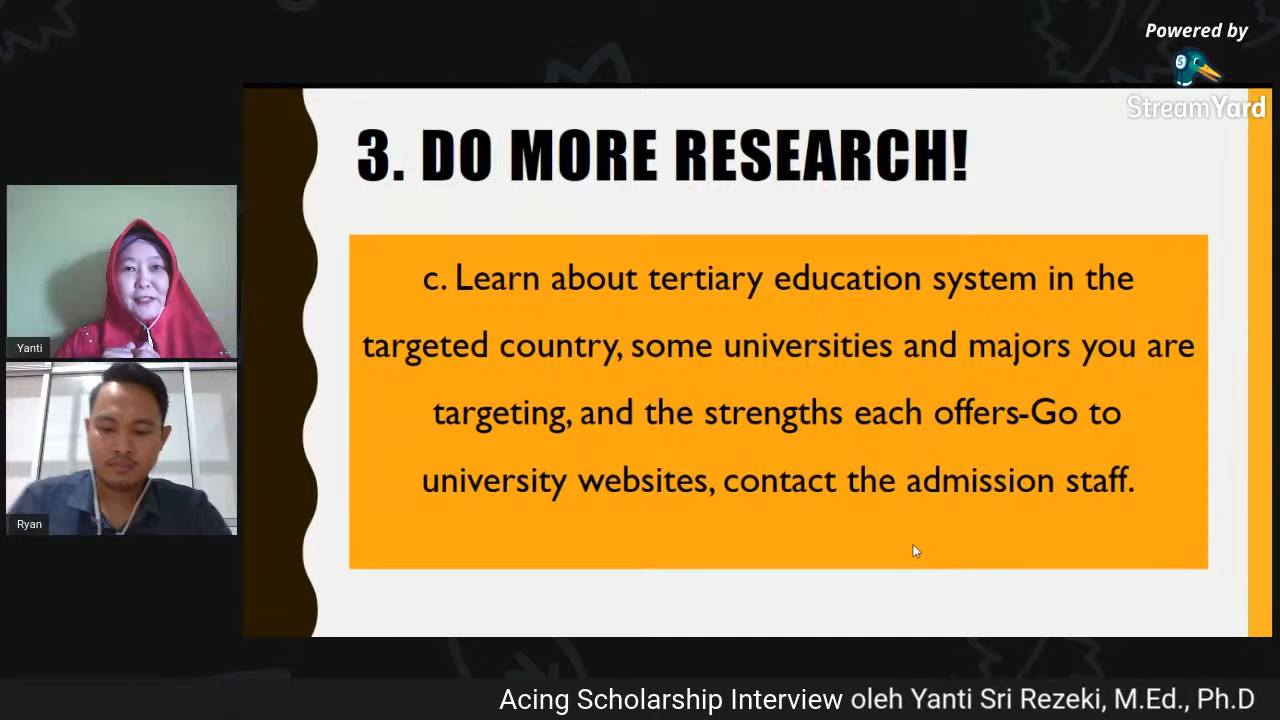 Powered by
StreamYard
3. DO MORE RESEARCH!
c. Learn about tertiary education system in the
targeted country, some universities and majors you are
targeting, and the strengths each offers-Go to
university websites, contact the admission staff.
Yanti
Ryan
Acing Scholarship Interview oleh Yanti Sri Rezeki, M.Ed., Ph.D